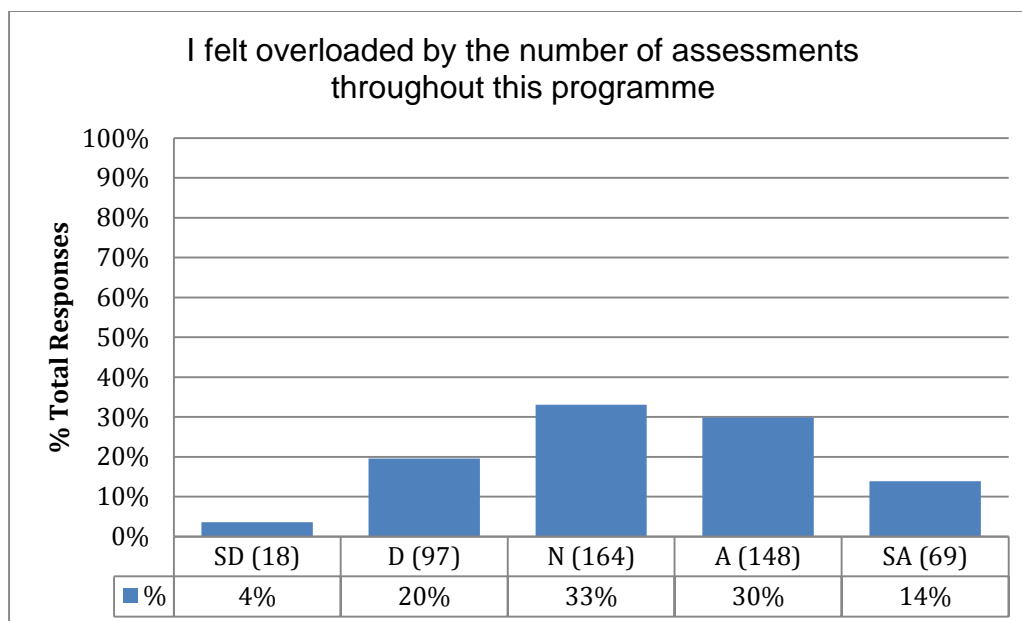 I felt overloaded by the number of assessments
throughout this programme
% Total Responses
100%
90%
80%
70%
60%
50%
40%
30%
20%
10%
0%
SD (18) D (97) N (164) A (148) SA (69)
% 4% 20% 33% 30% 14%